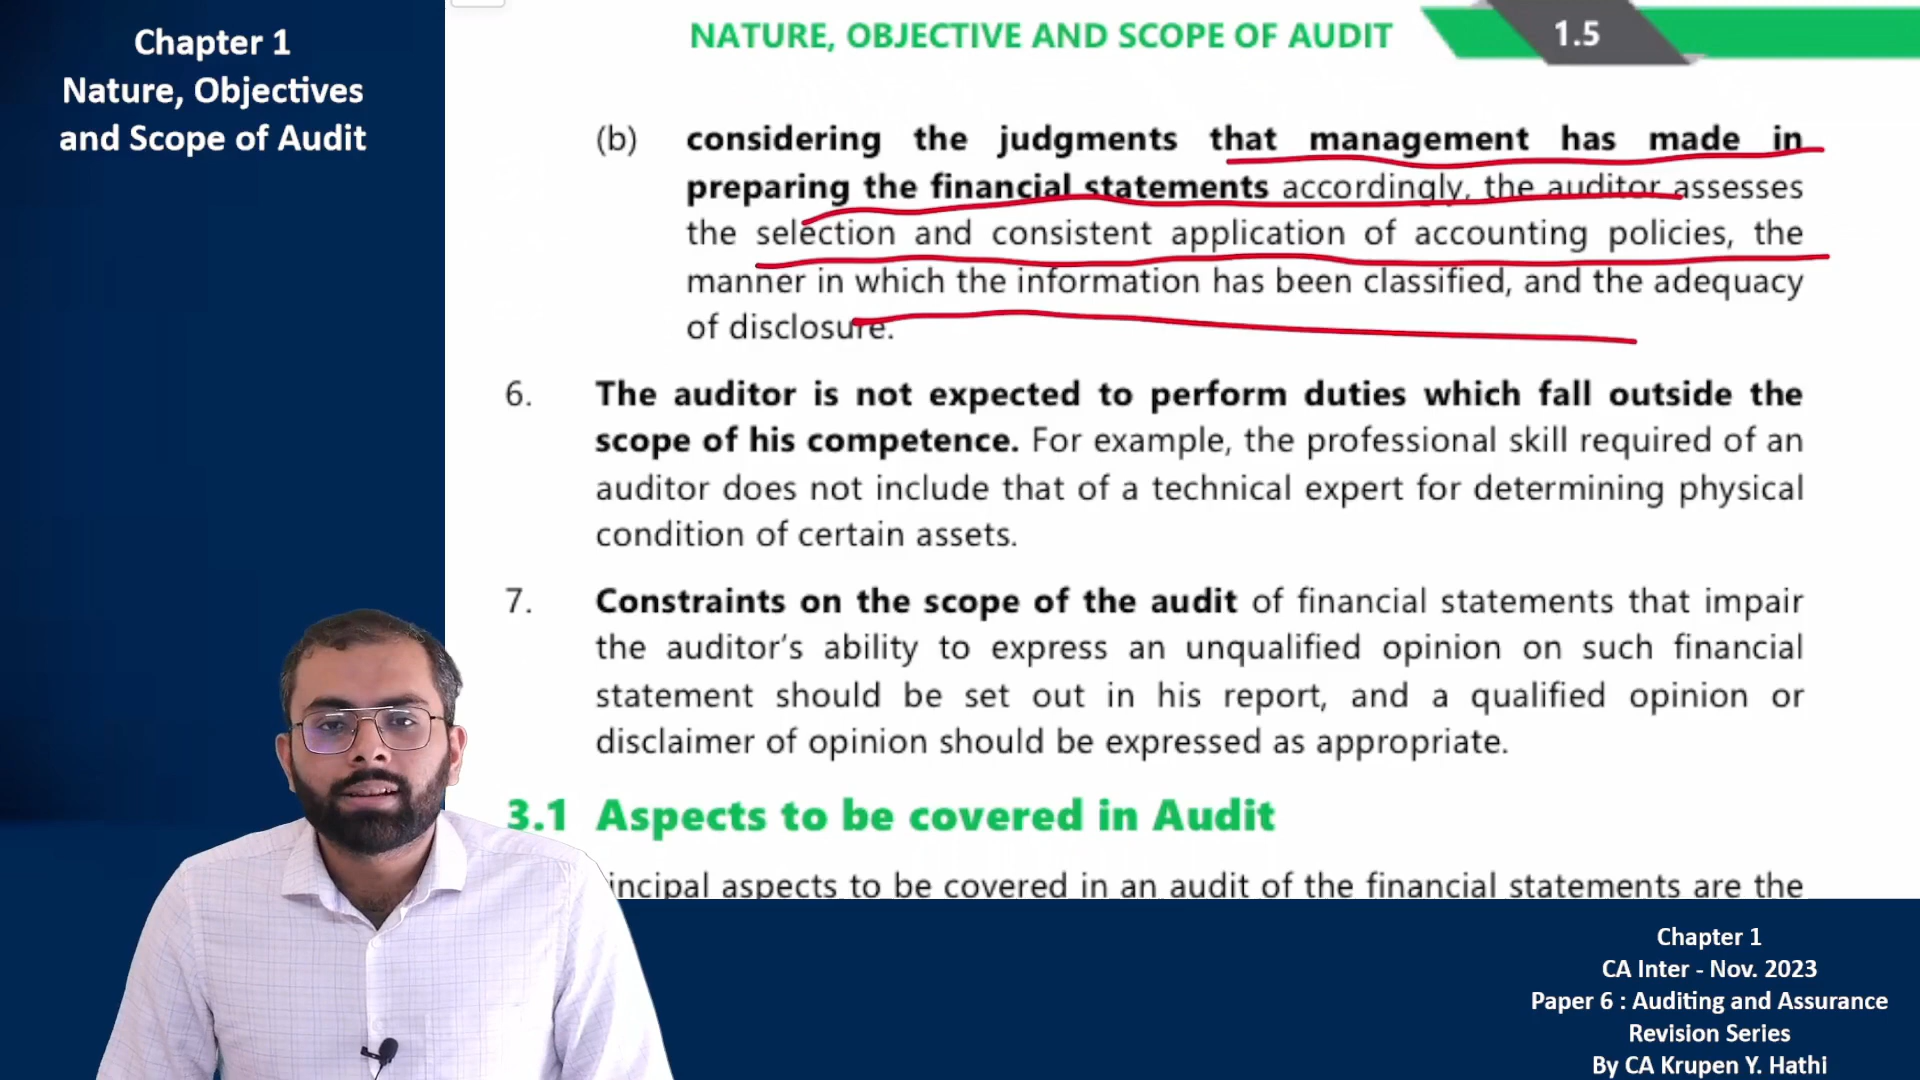 Chapter 1
Nature, Objectives
and Scope of Audit
NATURE, OBJECTIVE AND SCOPE OF AUDIT
1.5
(b) considering the judgments that management has made in
preparing the financial statements accordingly, the auditor assesses
the selection and consistent application of accounting policies, the
manner in which the information has been classified, and the adequacy
of disclosure.
6. The auditor is not expected to perform duties which fall outside the
scope of his competence. For example, the professional skill required of an
auditor does not include that of a technical expert for determining physical
condition of certain assets.
7. Constraints on the scope of the audit of financial statements that impair
the auditor's ability to express an unqualified opinion on such financial
statement should be set out in his report, and a qualified opinion or
disclaimer of opinion should be expressed as appropriate.
3.1 Aspects to be covered in Audit
incipal aspects to be covered in an audit of the financial statements are the
Chapter 1
CA Inter - Nov. 2023
Paper 6 : Auditing and Assurance
Revision Series
By CA Krupen Y. Hathi